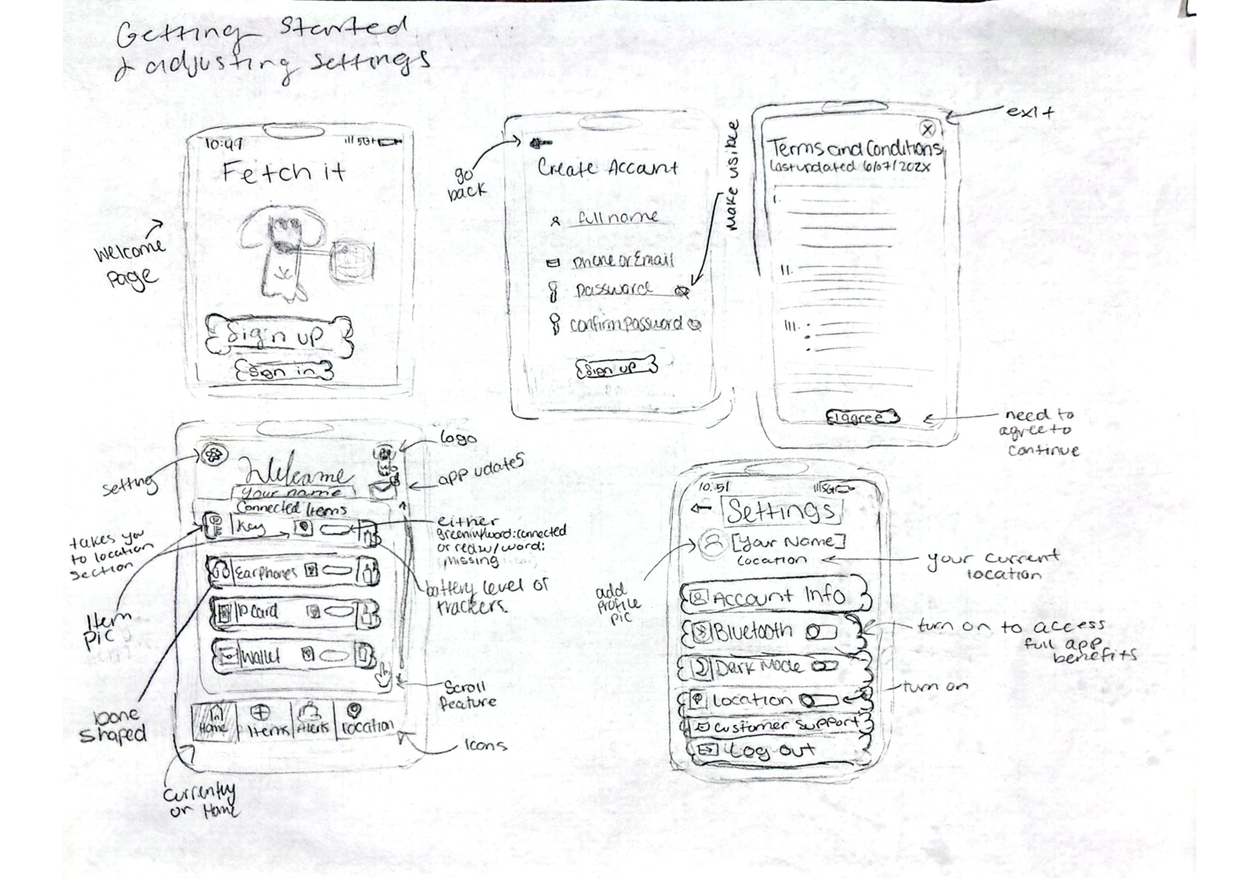 Getting Started
& adjusting settings
10:49
5G+
Fetch it
Sign up
Sign in
Welcome
page
go
back
Create Account
full name
phone or Email
password
confirm password
Sign up
Make visible
exit
X
Terms and Conditions
last updated 6/07/202X
I.
II.
III.
I agree
need to
agree to
continue
setting
Welcome
Your name
Connected Items
Key
Earphones
ID Card
Wallet
Home
Items
Alerts
Location
logo
app udates
either
green w/word: connected
or red w/word:
missing
battery level of
trackers.
Scroll
feature
Icons
takes you
to location
section
Item
pic
bone
shaped
Currently
on Home
10:51
5G+
Settings
[Your Name]
Location
Account Info
Bluetooth
Dark Mode
Location
Customer Support
Log out
add
profile
pic
your current
location
turn on to access
full app
benefits
turn on